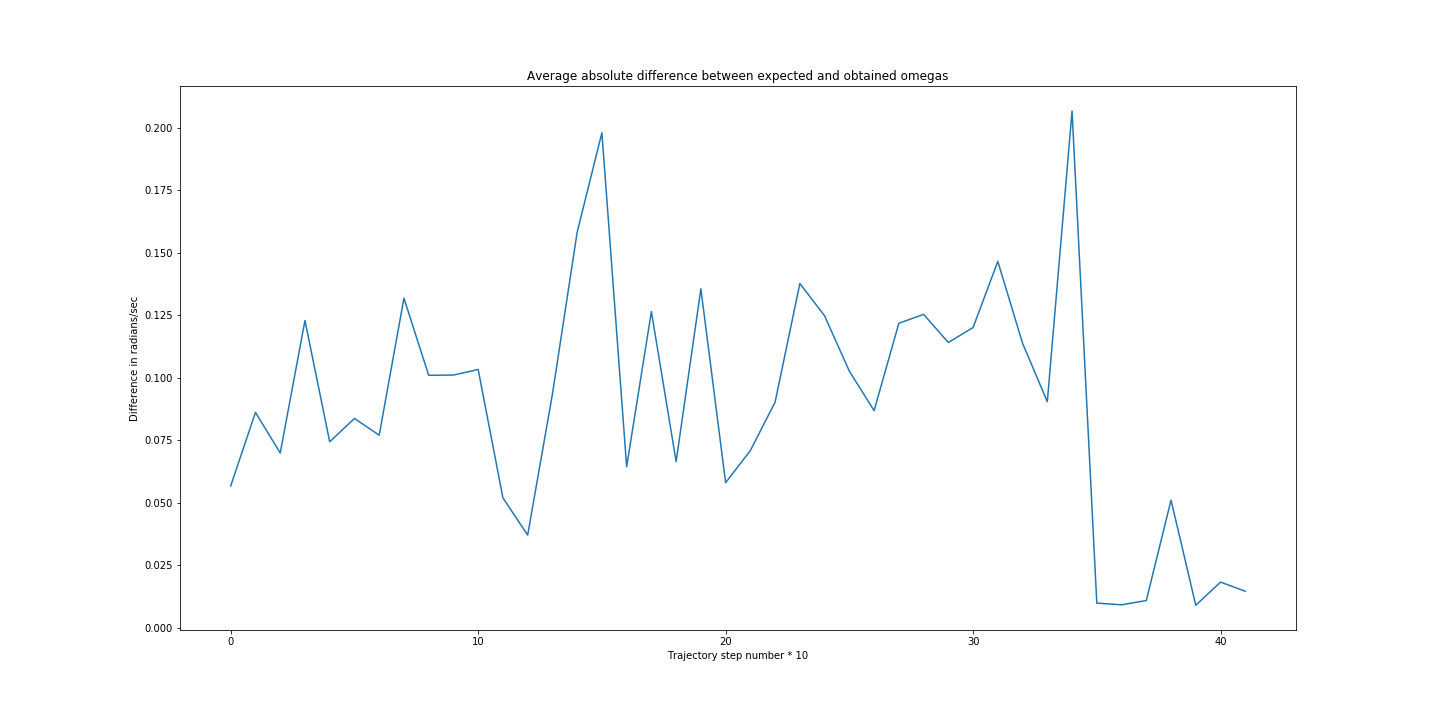 Average absolute difference between expected and obtained omegas
0.200
0.175
0.150
0.125
0.100
0.075
0.050
0.025
0.000
Difference in radians/sec
0 10 20 30 40
Trajectory step number * 10